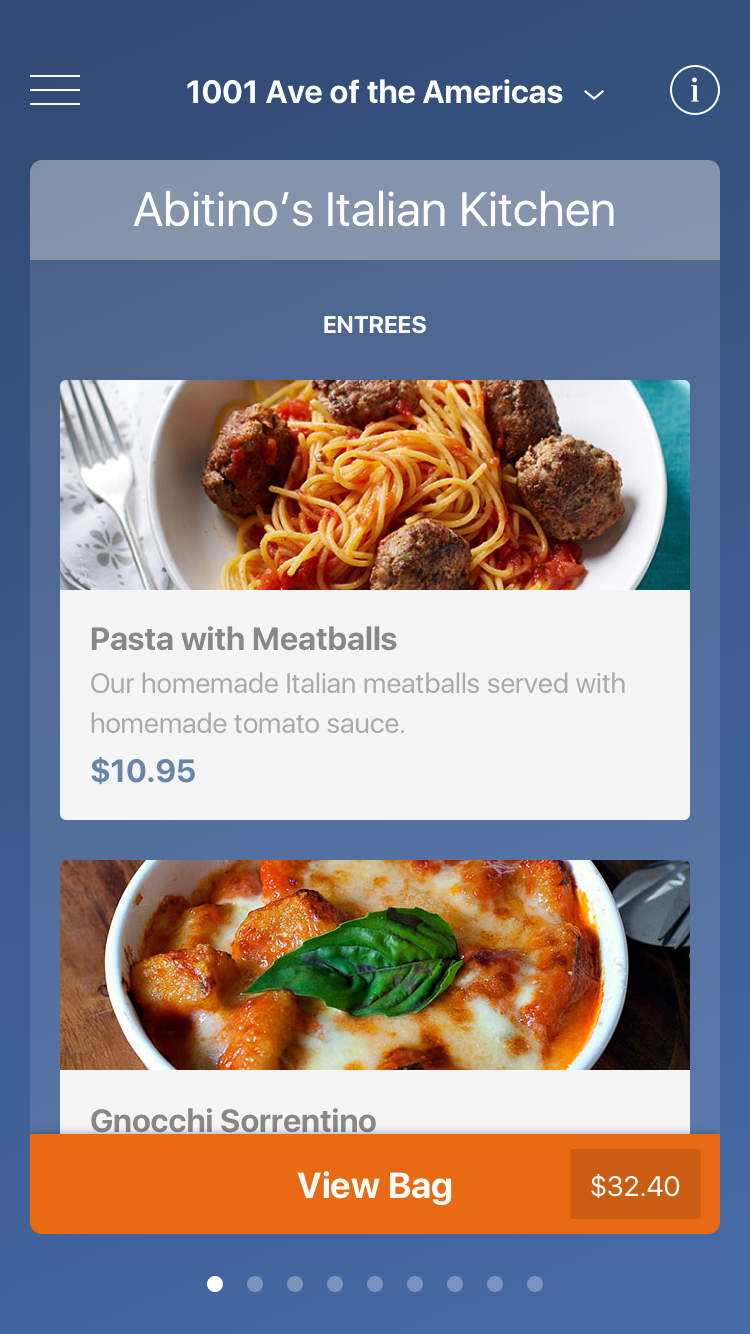 1001 Ave of the Americas
i
Abitino’s Italian Kitchen
ENTREES
Pasta with Meatballs
Our homemade Italian meatballs served with
homemade tomato sauce.
$10.95
Gnocchi Sorrentino
View Bag
$32.40